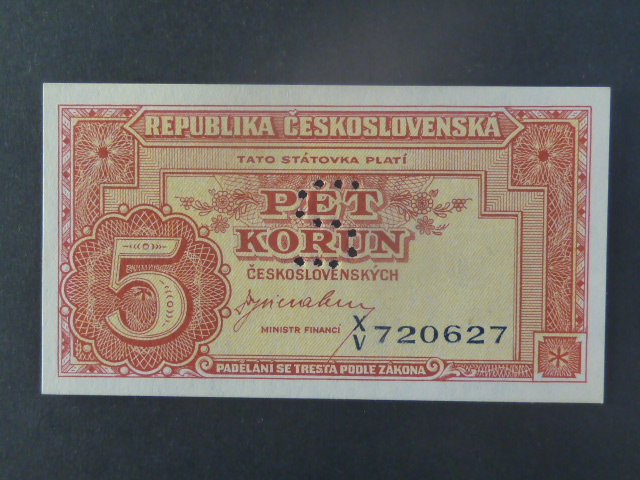 REPUBLIKA ČESKOSLOVENSKÁ
TATO STÁTOVKA PLATÍ
PĚT
KORUN
ČESKOSLOVENSKÝCH
5
MINISTR FINANCÍ
X/V 720627
PADĚLÁNÍ SE TRESTÁ PODLE ZÁKONA